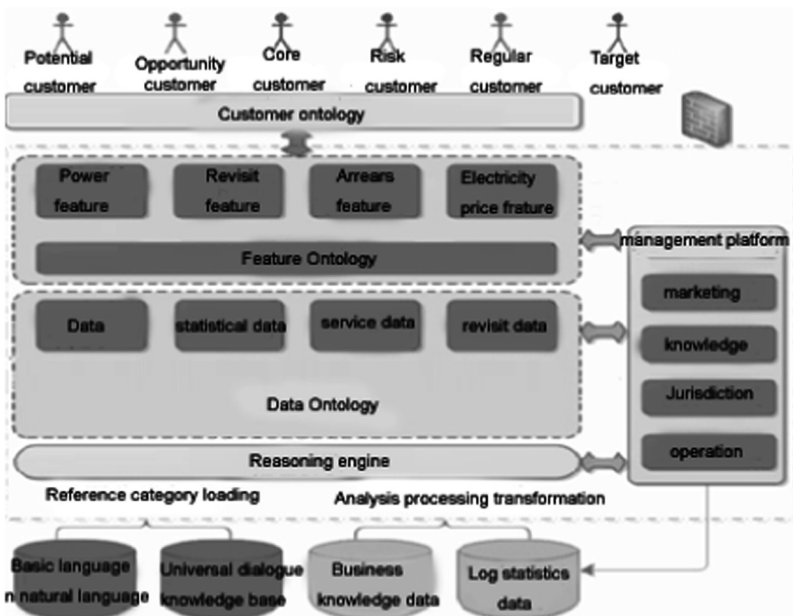 Potential
customer
Opportunity
customer
Core
customer
Risk
customer
Regular
customer
Target
customer
Customer ontology
Power
feature
Revisit
feature
Arrears
feature
Electricity
price frature
Feature Ontology
management platform
marketing
knowledge
Jurisdiction
operation
Data
statistical data
service data
revisit data
Data Ontology
Reasoning engine
Reference category loading
Analysis processing transformation
Basic language
n natural language
Universal dialogue
knowledge base
Business
knowledge data
Log statistics
data